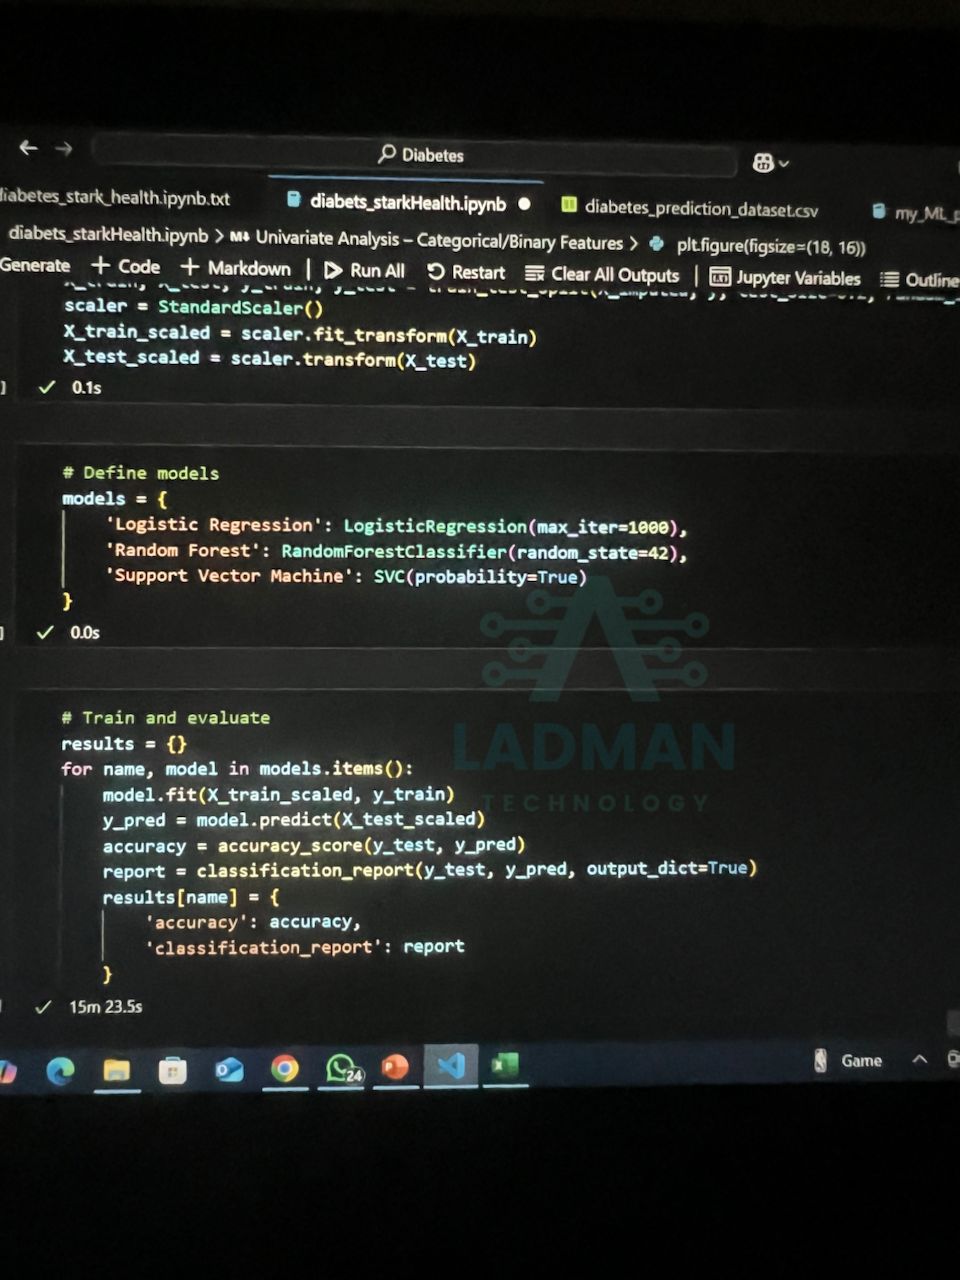 Diabetes
diabetes_stark_health.ipynb.txt
diabets_starkHealth.ipynb
diabetes_prediction_dataset.csv
my_ML_p
diabets_starkHealth.ipynb > M↓ Univariate Analysis – Categorical/Binary Features > plt.figure(figsize=(18, 16))
Generate + Code + Markdown | Run All Restart Clear All Outputs | Jupyter Variables Outline
scaler = StandardScaler()
X_train_scaled = scaler.fit_transform(X_train)
X_test_scaled = scaler.transform(X_test)
] ✓ 0.1s
# Define models
models = {
'Logistic Regression': LogisticRegression(max_iter=1000),
'Random Forest': RandomForestClassifier(random_state=42),
'Support Vector Machine': SVC(probability=True)
}
] ✓ 0.0s
LADMAN
TECHNOLOGY
# Train and evaluate
results = {}
for name, model in models.items():
model.fit(X_train_scaled, y_train)
y_pred = model.predict(X_test_scaled)
accuracy = accuracy_score(y_test, y_pred)
report = classification_report(y_test, y_pred, output_dict=True)
results[name] = {
'accuracy': accuracy,
'classification_report': report
}
] ✓ 15m 23.5s
24
Game